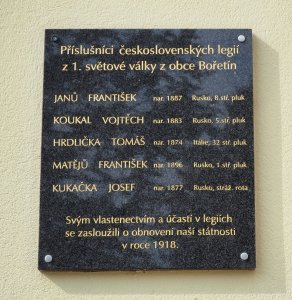 Příslušníci československých legií
z 1. světové války z obce Bořetín
JANŮ FRANTIŠEK nar. 1887 Rusko, 8.stř. pluk
KOUKAL VOJTĚCH nar. 1883 Rusko, 5.stř. pluk
HRDLIČKA TOMÁŠ nar. 1874 Itálie, 32 stř. pluk
MATĚJŮ FRANTIŠEK nar. 1896 Rusko, 1.stř. pluk
KUKAČKA JOSEF nar. 1877 Rusko, stráž. rota
Svým vlastenectvím a účastí v legiích
se zasloužili o obnovení naší státnosti
v roce 1918.